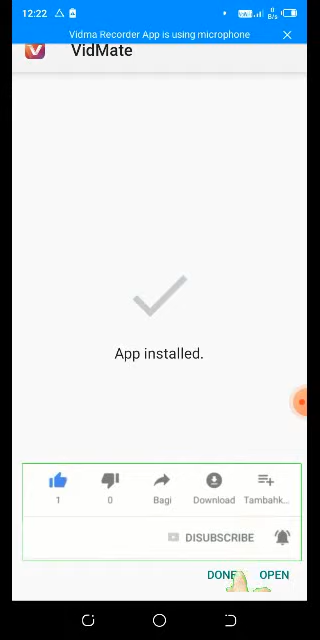 12:22
0 B/s
Vidma Recorder App is using microphone
VidMate
App installed.
1
0
Bagi
Download
Tambahk...
DISUBSCRIBE
DONE
OPEN